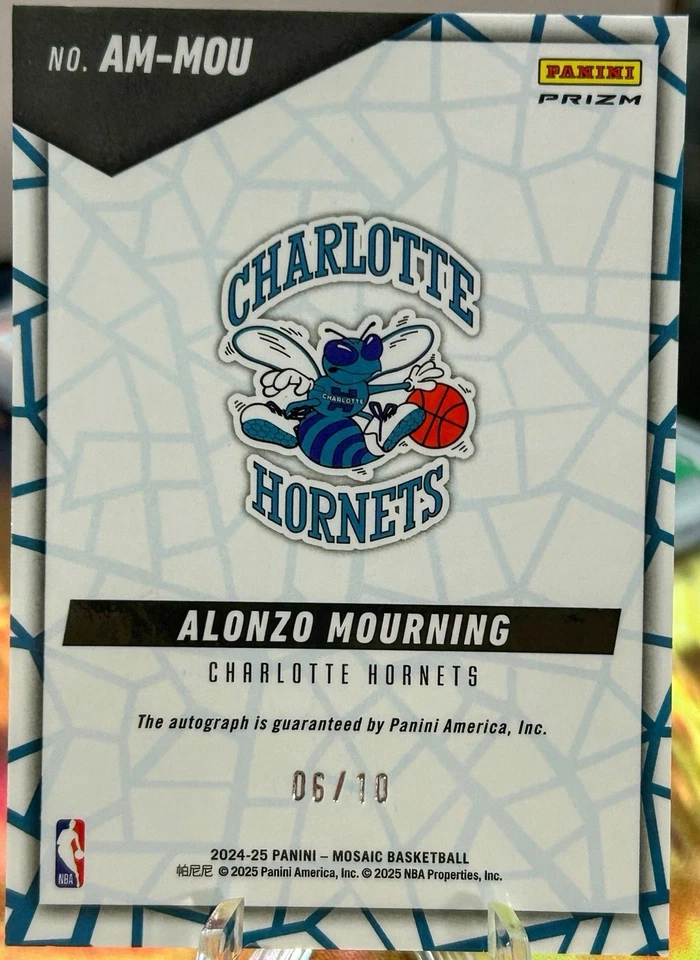 NO. AM-MOU
PANINI
PRIZM
CHARLOTTE
CHARLOTTE
HORNETS
ALONZO MOURNING
CHARLOTTE HORNETS
The autograph is guaranteed by Panini America, Inc.
06/10
NBA
2024-25 PANINI – MOSAIC BASKETBALL
帕尼尼 © 2025 Panini America, Inc. © 2025 NBA Properties, Inc.